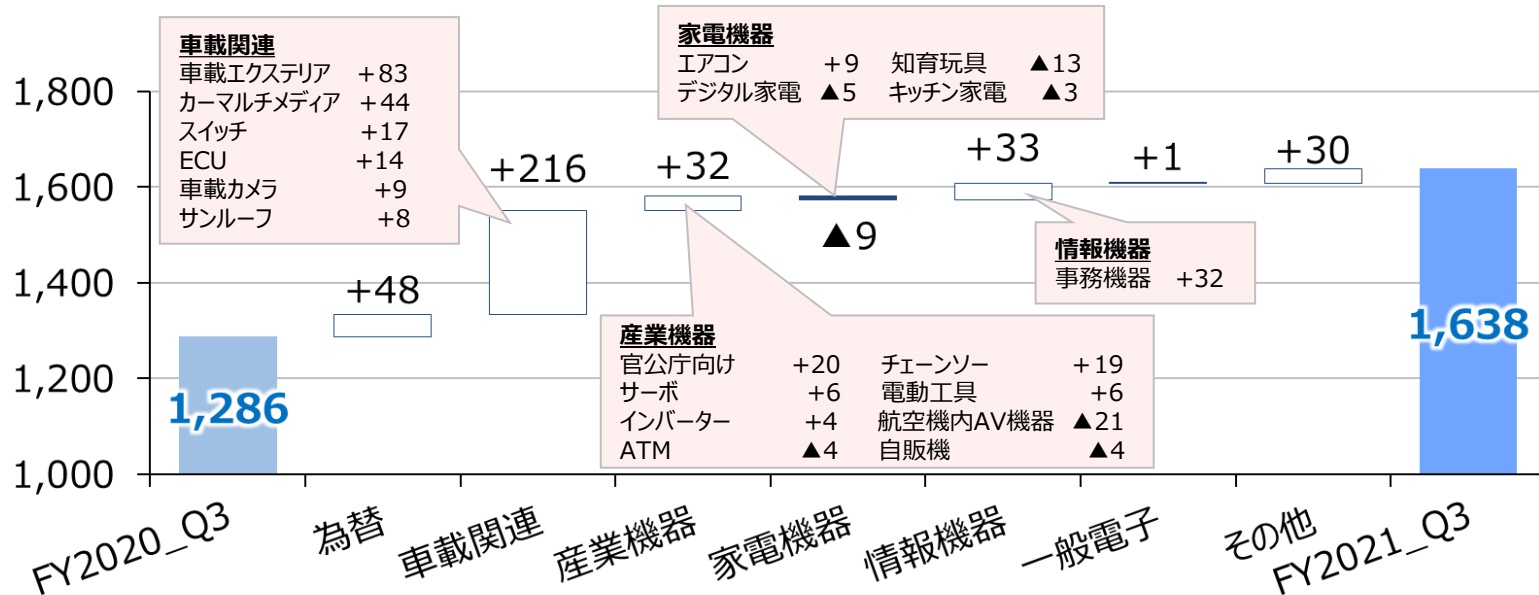 車載関連
車載エクステリア +83
カーマルチメディア +44
スイッチ +17
ECU +14
車載カメラ +9
サンルーフ +8
家電機器
エアコン +9 知育玩具 ▲13
デジタル家電 ▲5 キッチン家電 ▲3
1,800
1,600
1,400
1,200
1,000
+48
+216
+32
▲9
+33
+1
+30
情報機器
事務機器 +32
産業機器
官公庁向け +20 チェーンソー +19
サーボ +6 電動工具 +6
インバーター +4 航空機内AV機器 ▲21
ATM ▲4 自販機 ▲4
1,286
1,638
FY2020_Q3
為替
車載関連
産業機器
家電機器
情報機器
一般電子
その他
FY2021_Q3